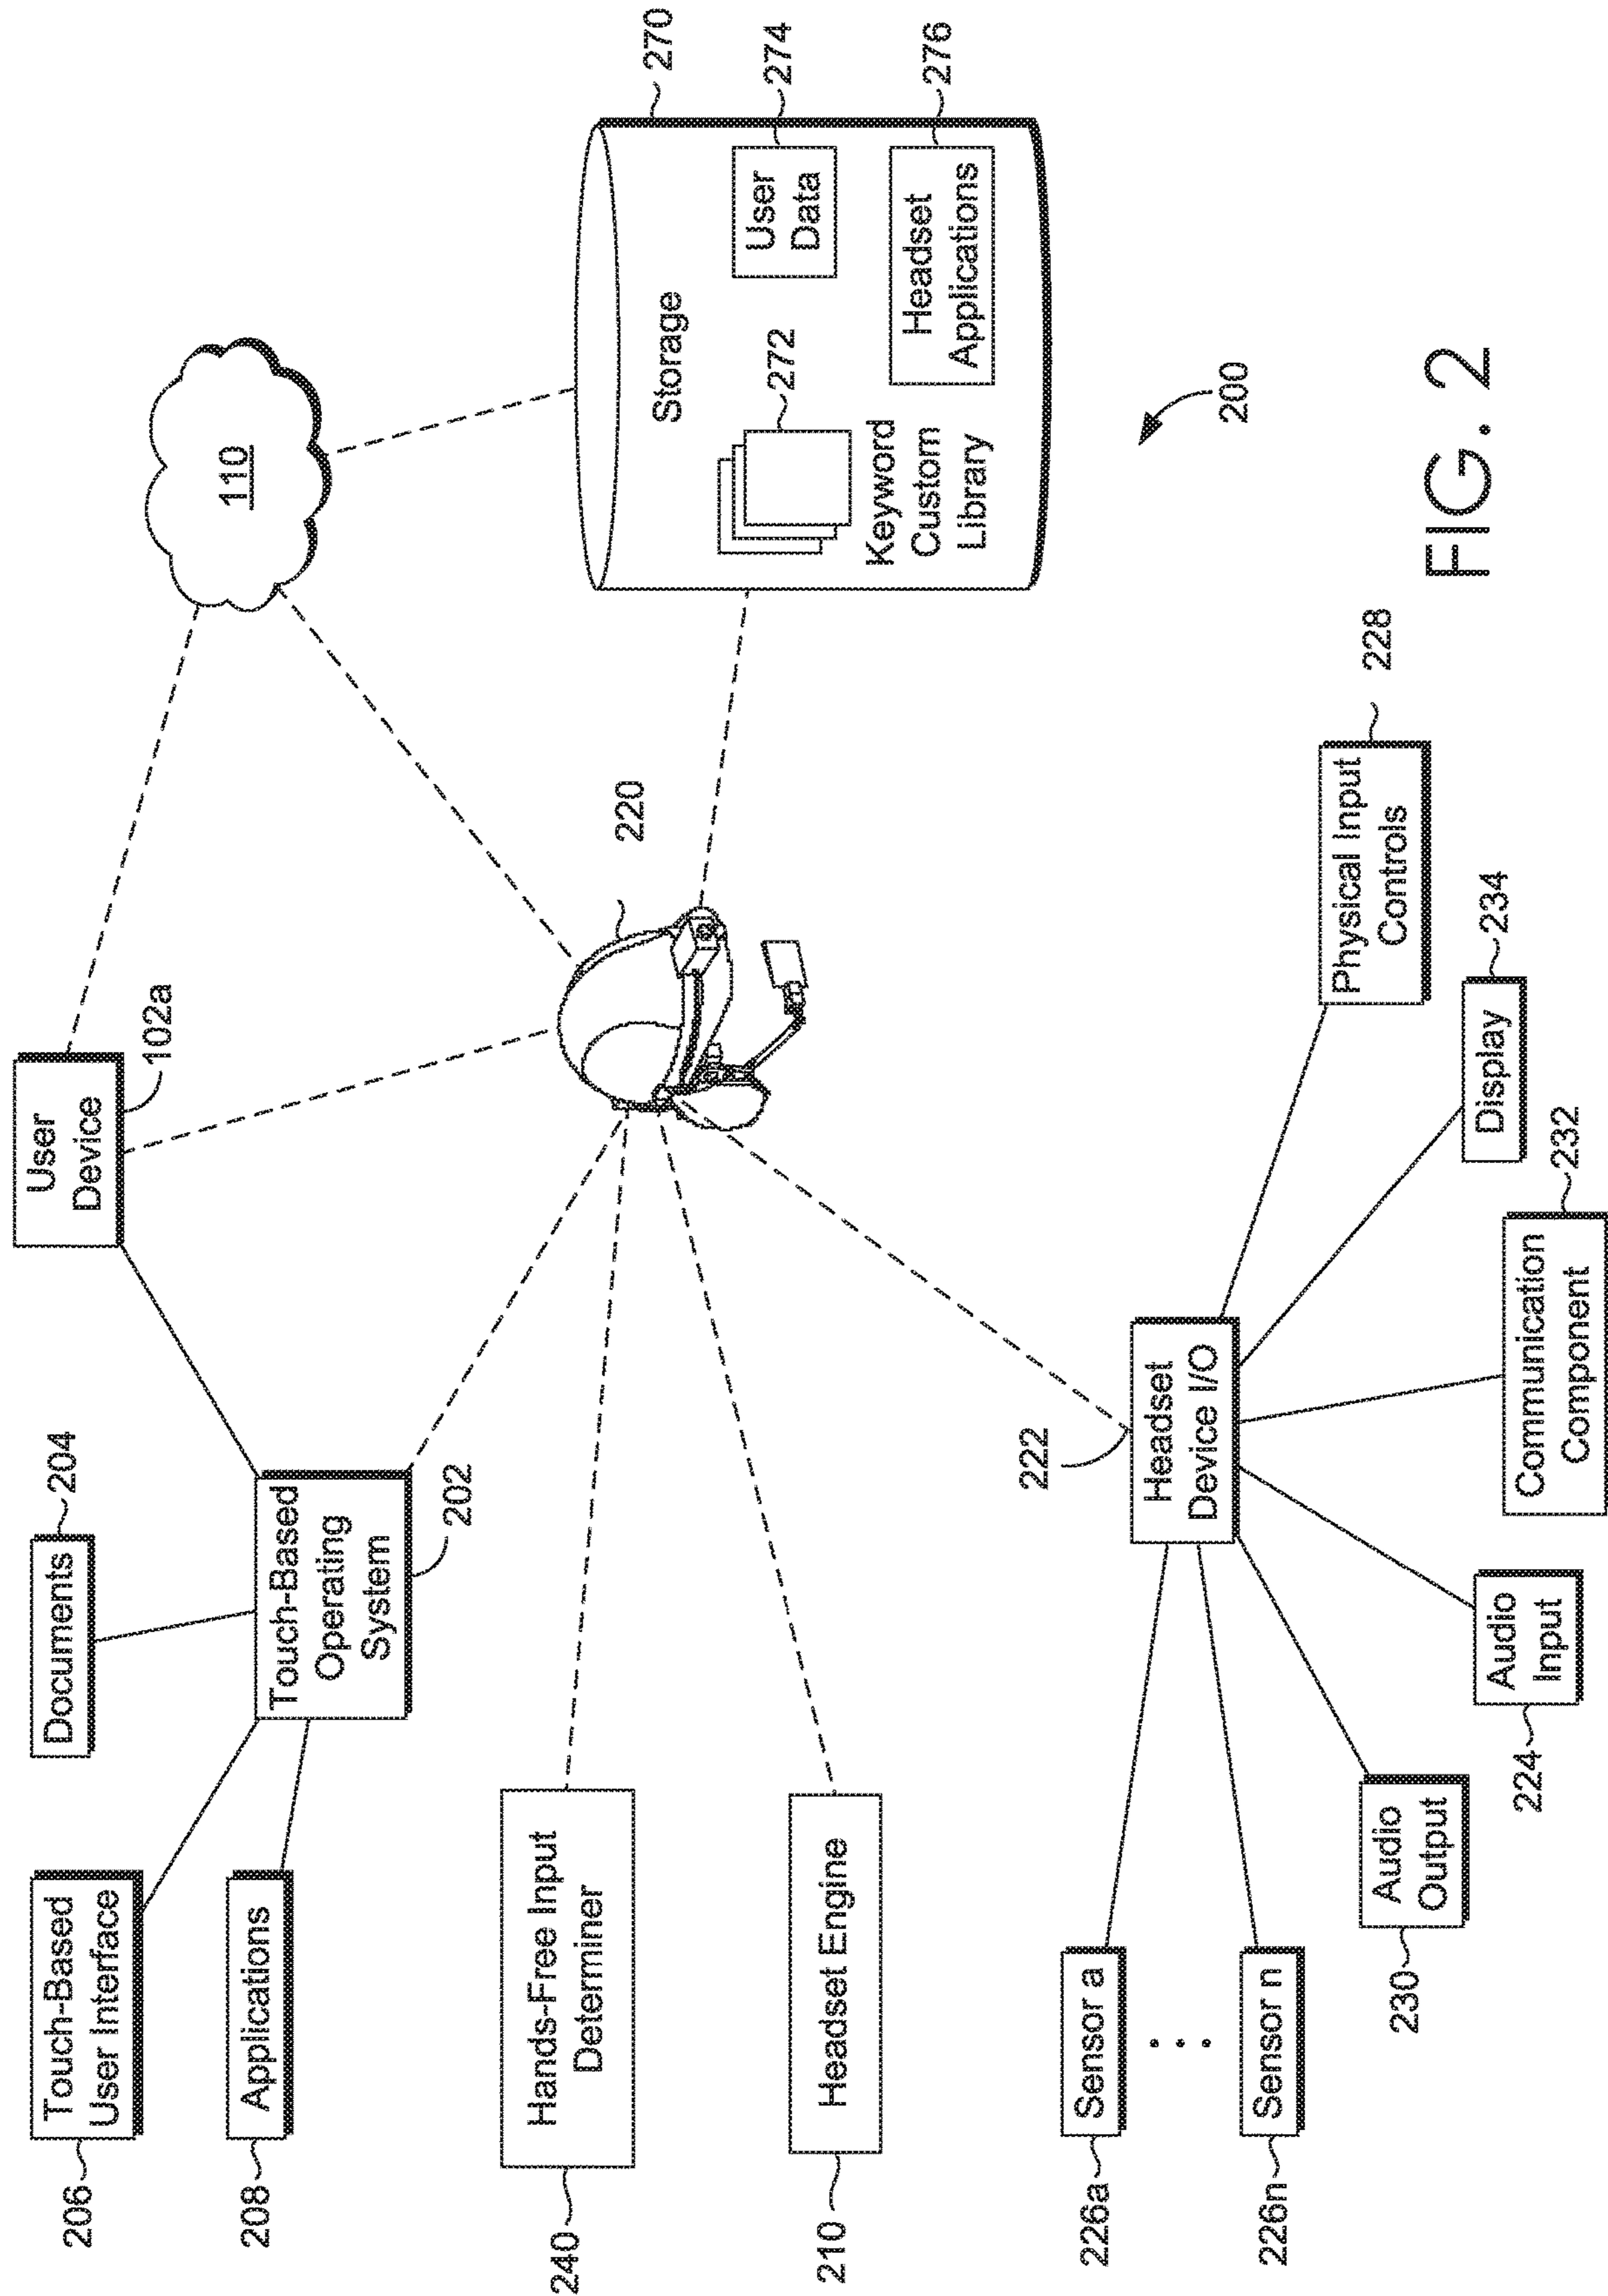 User
Device
102a
110
Documents
204
Touch-Based
User Interface
206
Applications
208
Touch-Based
Operating
System
202
Hands-Free Input
Determiner
240
Headset Engine
210
220
Storage
270
272
Keyword
Custom
Library
User
Data
274
Headset
Applications
276
222
Headset
Device I/O
Sensor a
226a
Sensor n
226n
Audio
Output
230
Audio
Input
224
Communication
Component
232
Display
234
Physical Input
Controls
228
200
FIG. 2